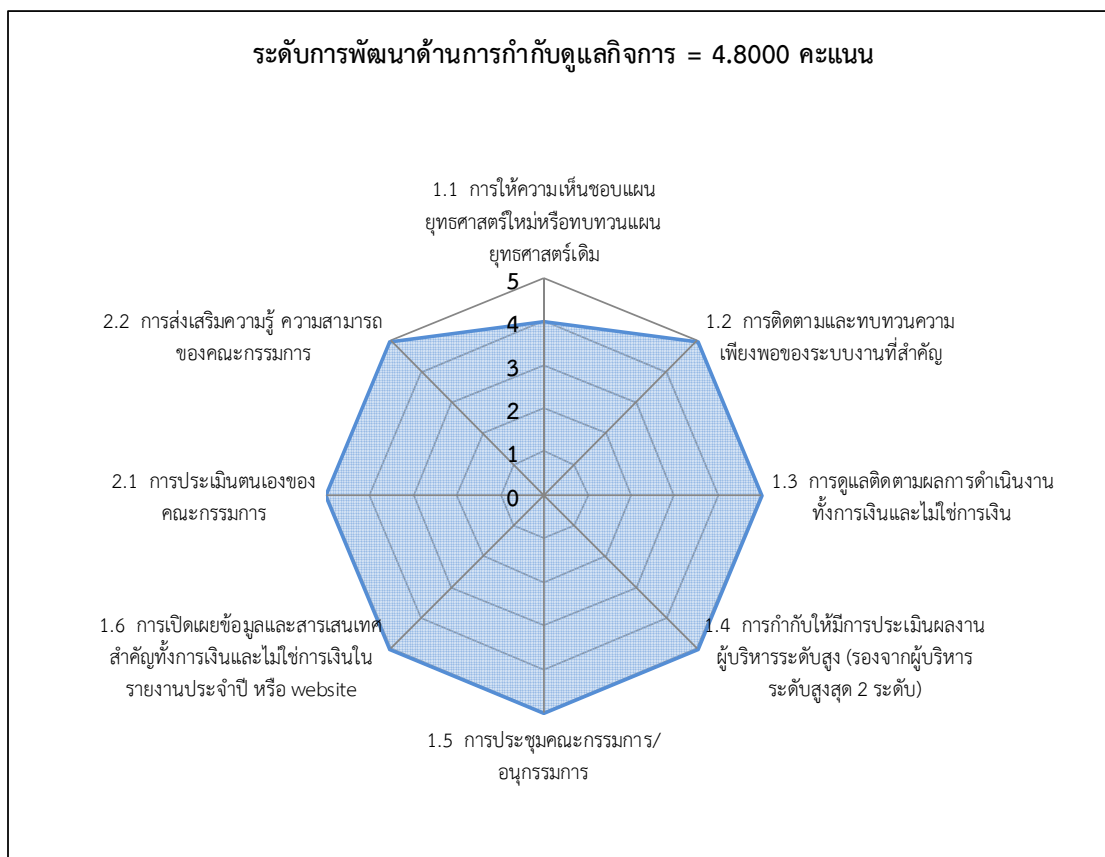 ระดับการพัฒนาด้านการกำกับดูแลกิจการ = 4.8000 คะแนน
1.1 การให้ความเห็นชอบแผน
ยุทธศาสตร์ใหม่หรือทบทวนแผน
ยุทธศาสตร์เดิม
1.2 การติดตามและทบทวนความ
เพียงพอของระบบงานที่สำคัญ
1.3 การดูแลติดตามผลการดำเนินงาน
ทั้งการเงินและไม่ใช่การเงิน
1.4 การกำกับให้มีการประเมินผลงาน
ผู้บริหารระดับสูง (รองจากผู้บริหาร
ระดับสูงสุด 2 ระดับ)
1.5 การประชุมคณะกรรมการ/
อนุกรรมการ
1.6 การเปิดเผยข้อมูลและสารเสนเทศ
สำคัญทั้งการเงินและไม่ใช่การเงินใน
รายงานประจำปี หรือ website
2.1 การประเมินตนเองของ
คณะกรรมการ
2.2 การส่งเสริมความรู้ ความสามารถ
ของคณะกรรมการ
5
4
3
2
1
0